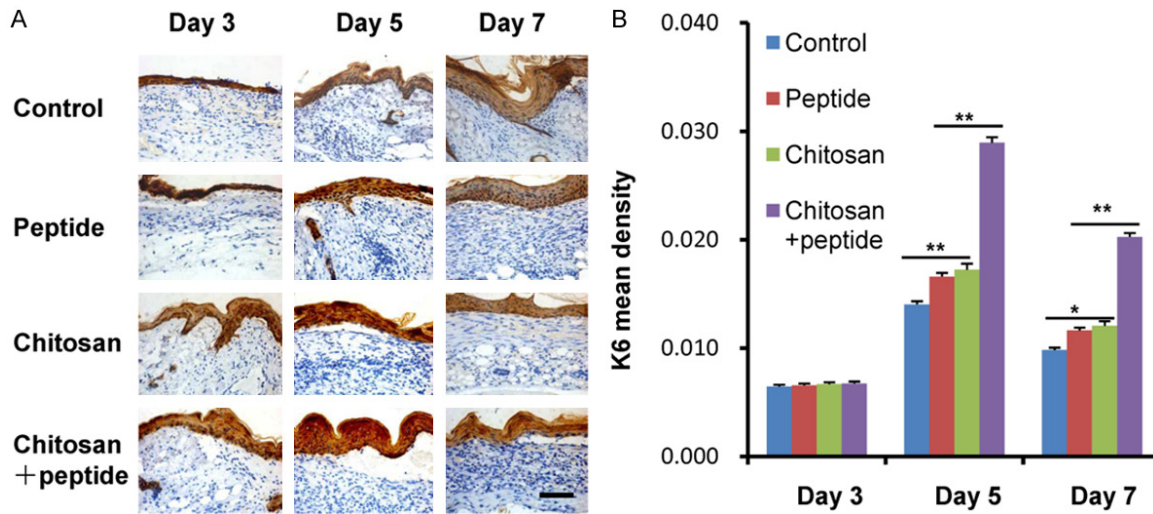 A
Day 3
Day 5
Day 7
Control
Peptide
Chitosan
Chitosan
+peptide
B
K6 mean density
0.040
0.030
0.020
0.010
0.000
Control
Peptide
Chitosan
Chitosan
+peptide
**
**
**
*
Day 3
Day 5
Day 7